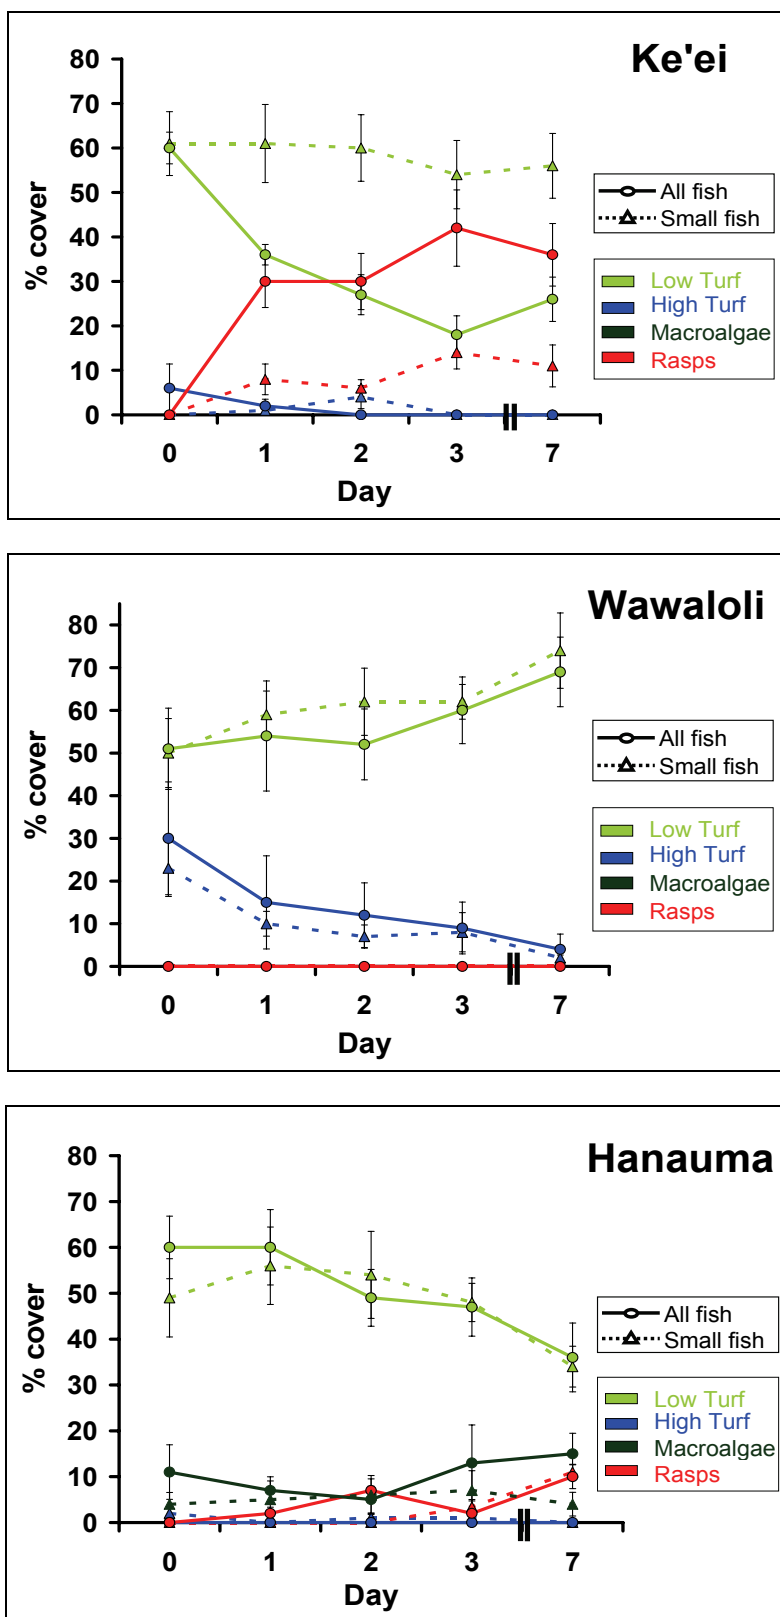 Ke'ei
80
70
60
50
40
30
20
10
0
% cover
0 1 2 3 7
Day
All fish
Small fish
Low Turf
High Turf
Macroalgae
Rasps
Wawaloli
80
70
60
50
40
30
20
10
0
% cover
0 1 2 3 7
Day
All fish
Small fish
Low Turf
High Turf
Macroalgae
Rasps
Hanauma
80
70
60
50
40
30
20
10
0
% cover
0 1 2 3 7
Day
All fish
Small fish
Low Turf
High Turf
Macroalgae
Rasps